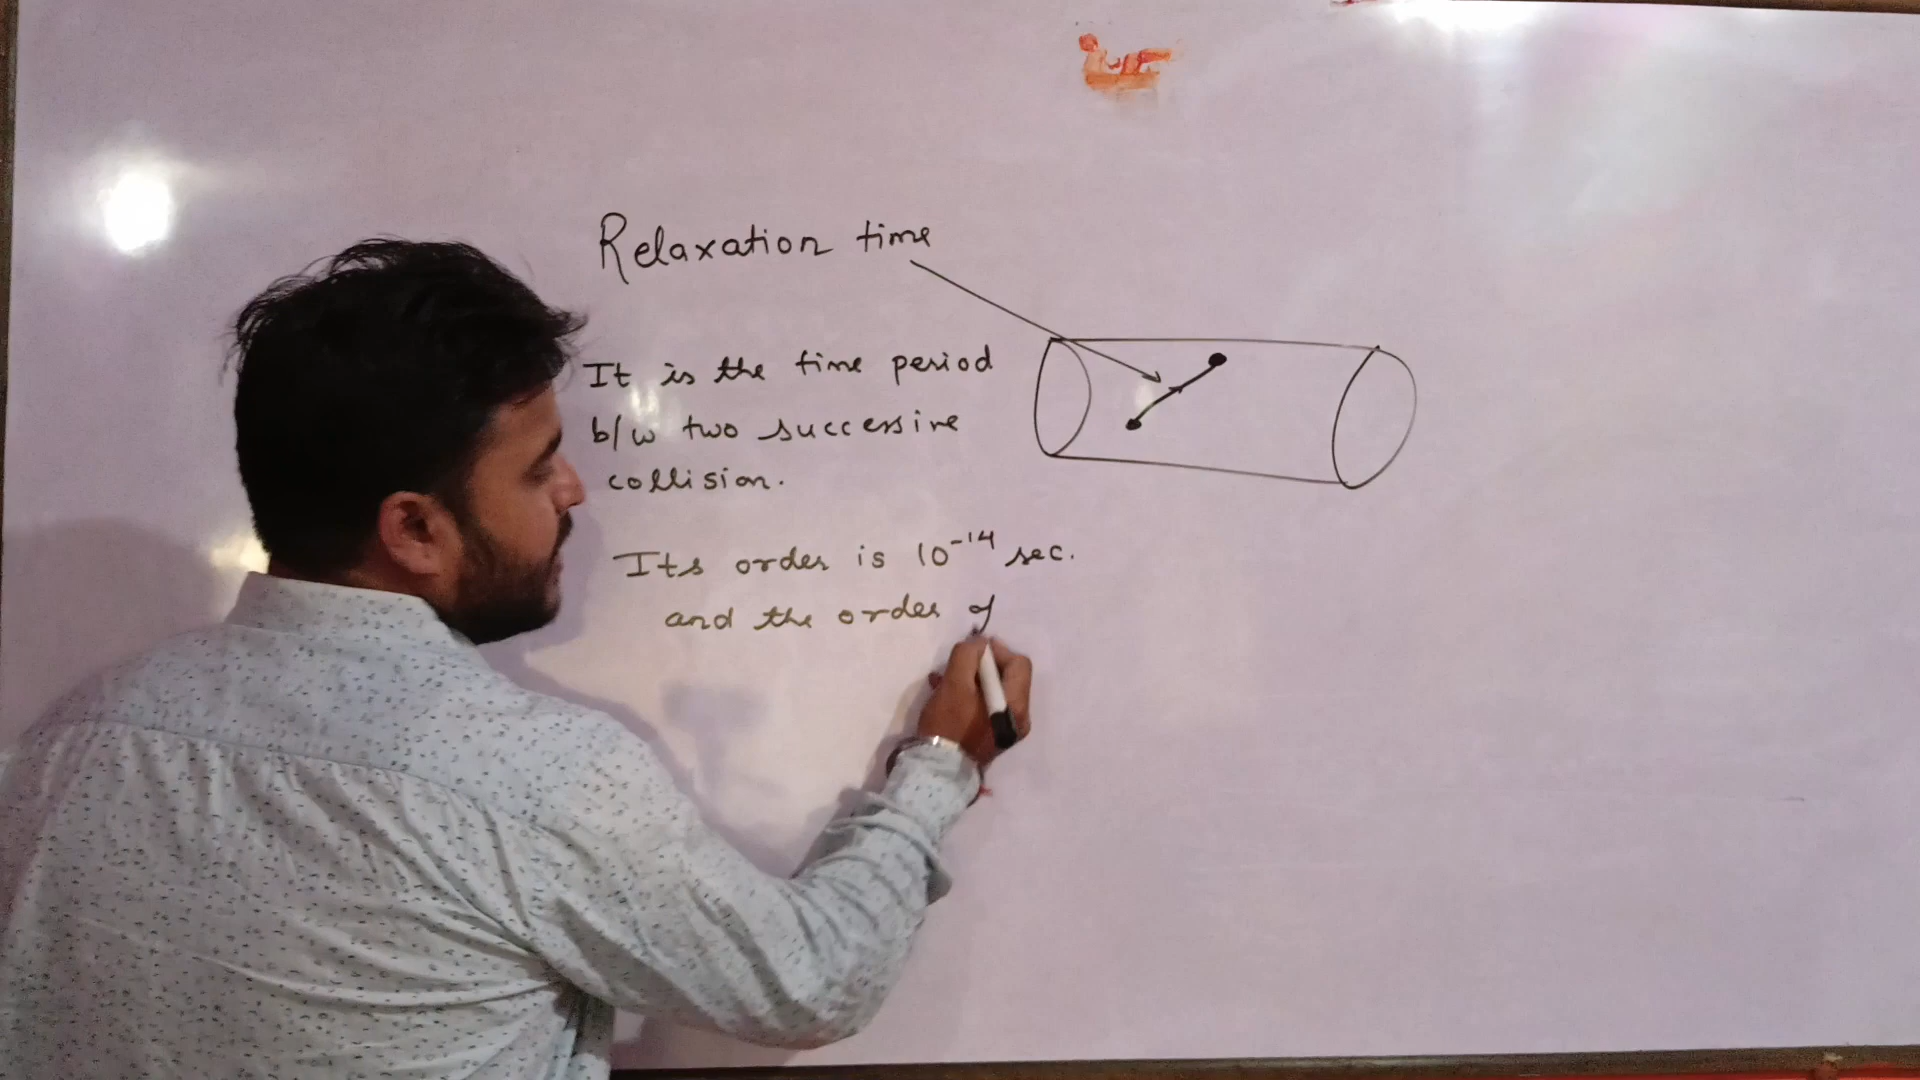 Relaxation time
It is the time period
b/w two successive
collision.
Its order is 10⁻¹⁴ sec.
and the order of